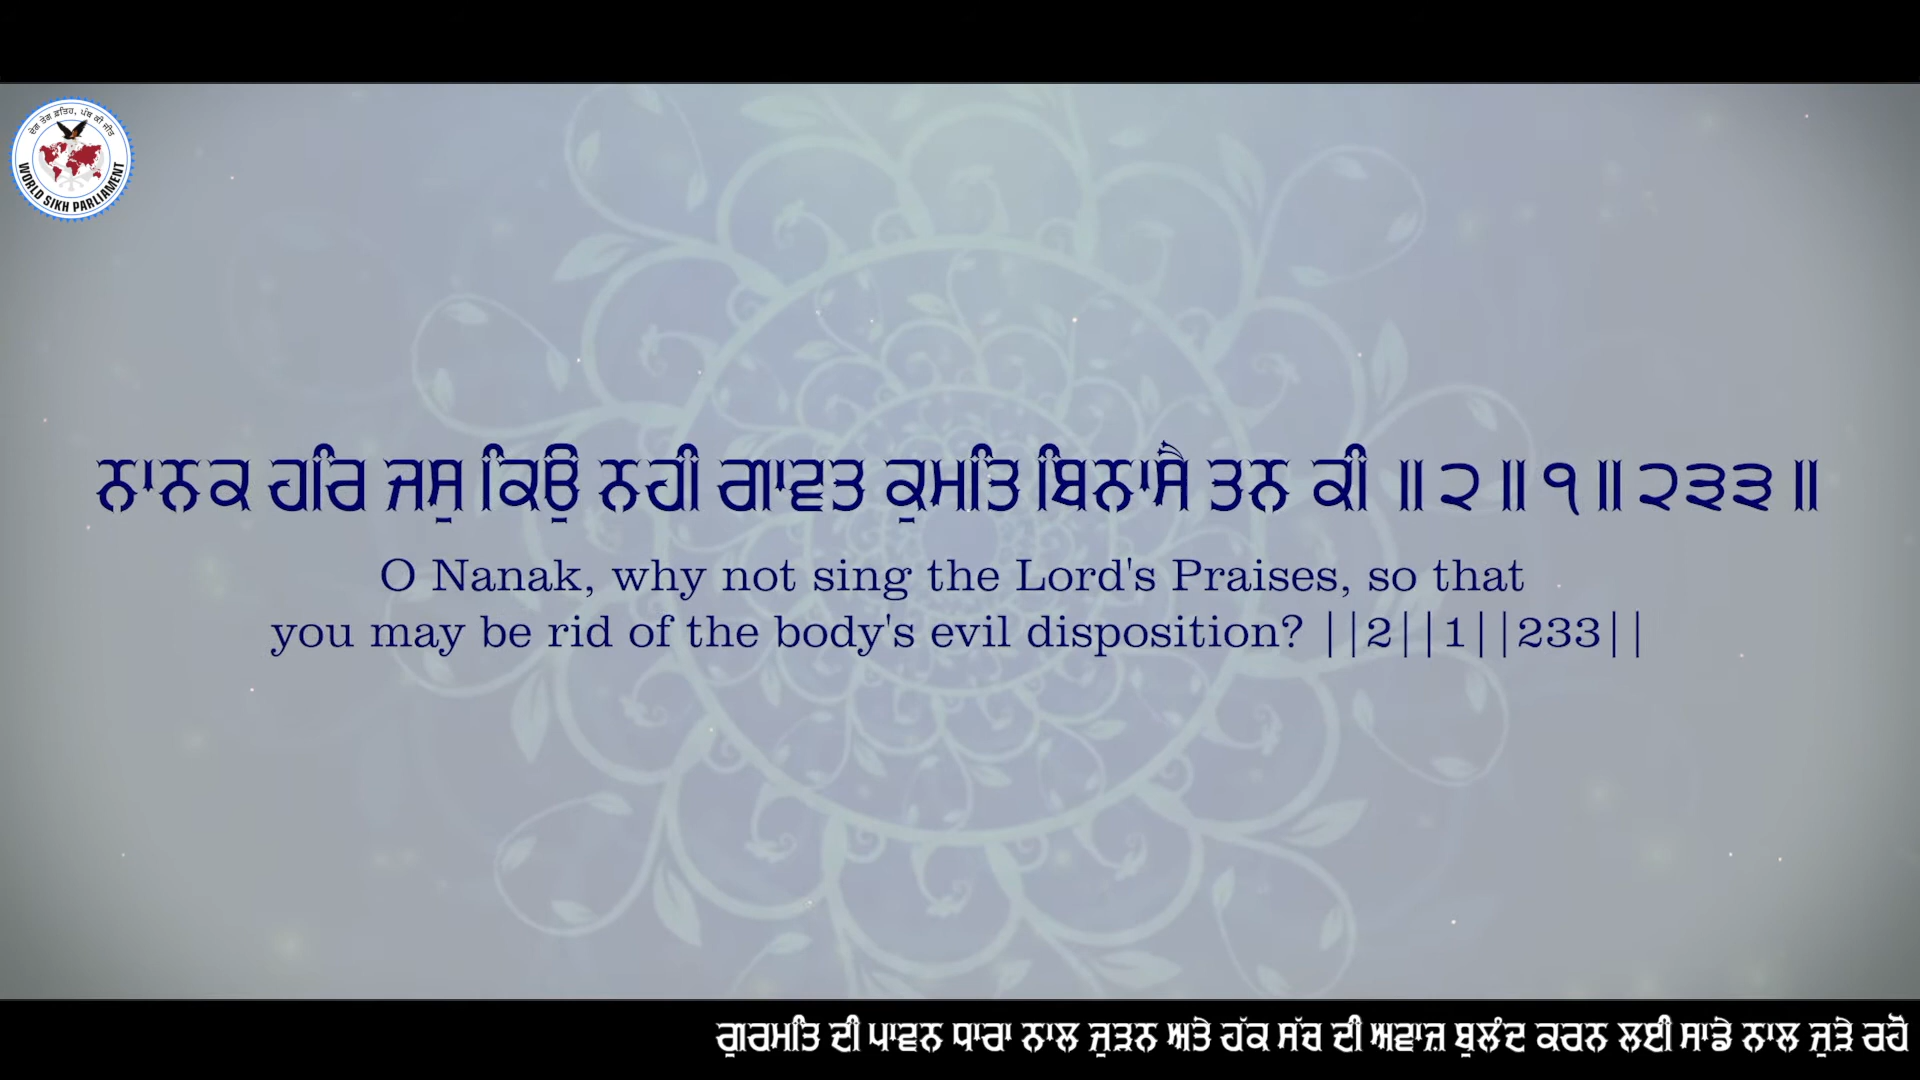 ਦੇਗ ਤੇਗ ਫ਼ਤਿਹ, ਪੰਥ ਕੀ ਜੀਤ
WORLD SIKH PARLIAMENT
ਨਾਨਕ ਹਰਿ ਜਸੁ ਕਿਉ ਨਹੀ ਗਾਵਤ ਕੁਮਤਿ ਬਿਨਾਸੈ ਤਨ ਕੀ ॥੨॥੧॥੨੩੩॥
O Nanak, why not sing the Lord's Praises, so that
you may be rid of the body's evil disposition? ||2||1||233||
ਗੁਰਮਤਿ ਦੀ ਪਾਵਨ ਧਾਰਾ ਨਾਲ ਜੁੜਨ ਅਤੇ ਹੱਕ ਸੱਚ ਦੀ ਅਵਾਜ਼ ਬੁਲੰਦ ਕਰਨ ਲਈ ਸਾਡੇ ਨਾਲ ਜੁੜੇ ਰਹੋ